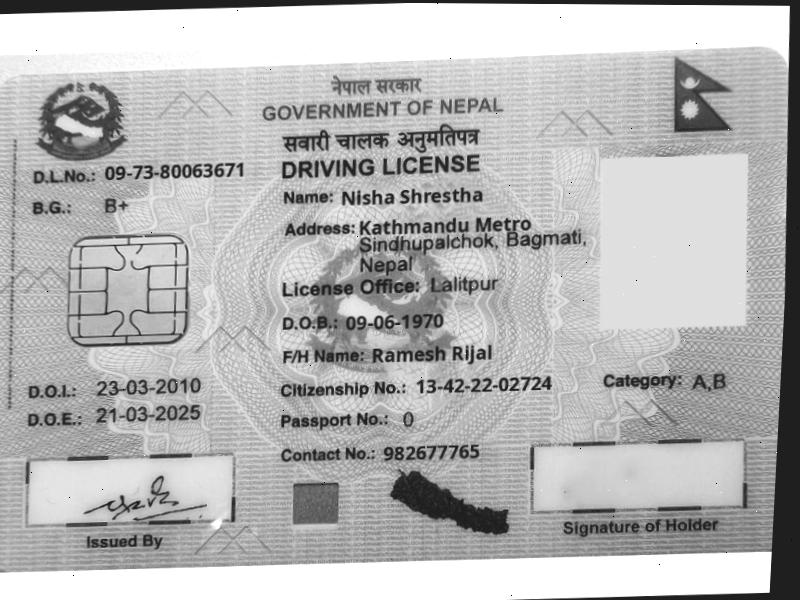 नेपाल सरकार
GOVERNMENT OF NEPAL
सवारी चालक अनुमतिपत्र
DRIVING LICENSE
D.L.No.: 09-73-80063671
B.G.: B+
Name: Nisha Shrestha
Address: Kathmandu Metro
Sindhupalchok, Bagmati,
Nepal
License Office: Lalitpur
D.O.B.: 09-06-1970
F/H Name: Ramesh Rijal
D.O.I.: 23-03-2010
D.O.E.: 21-03-2025
Citizenship No.: 13-42-22-02724
Category: A,B
Passport No.: 0
Contact No.: 982677765
Issued By
Signature of Holder